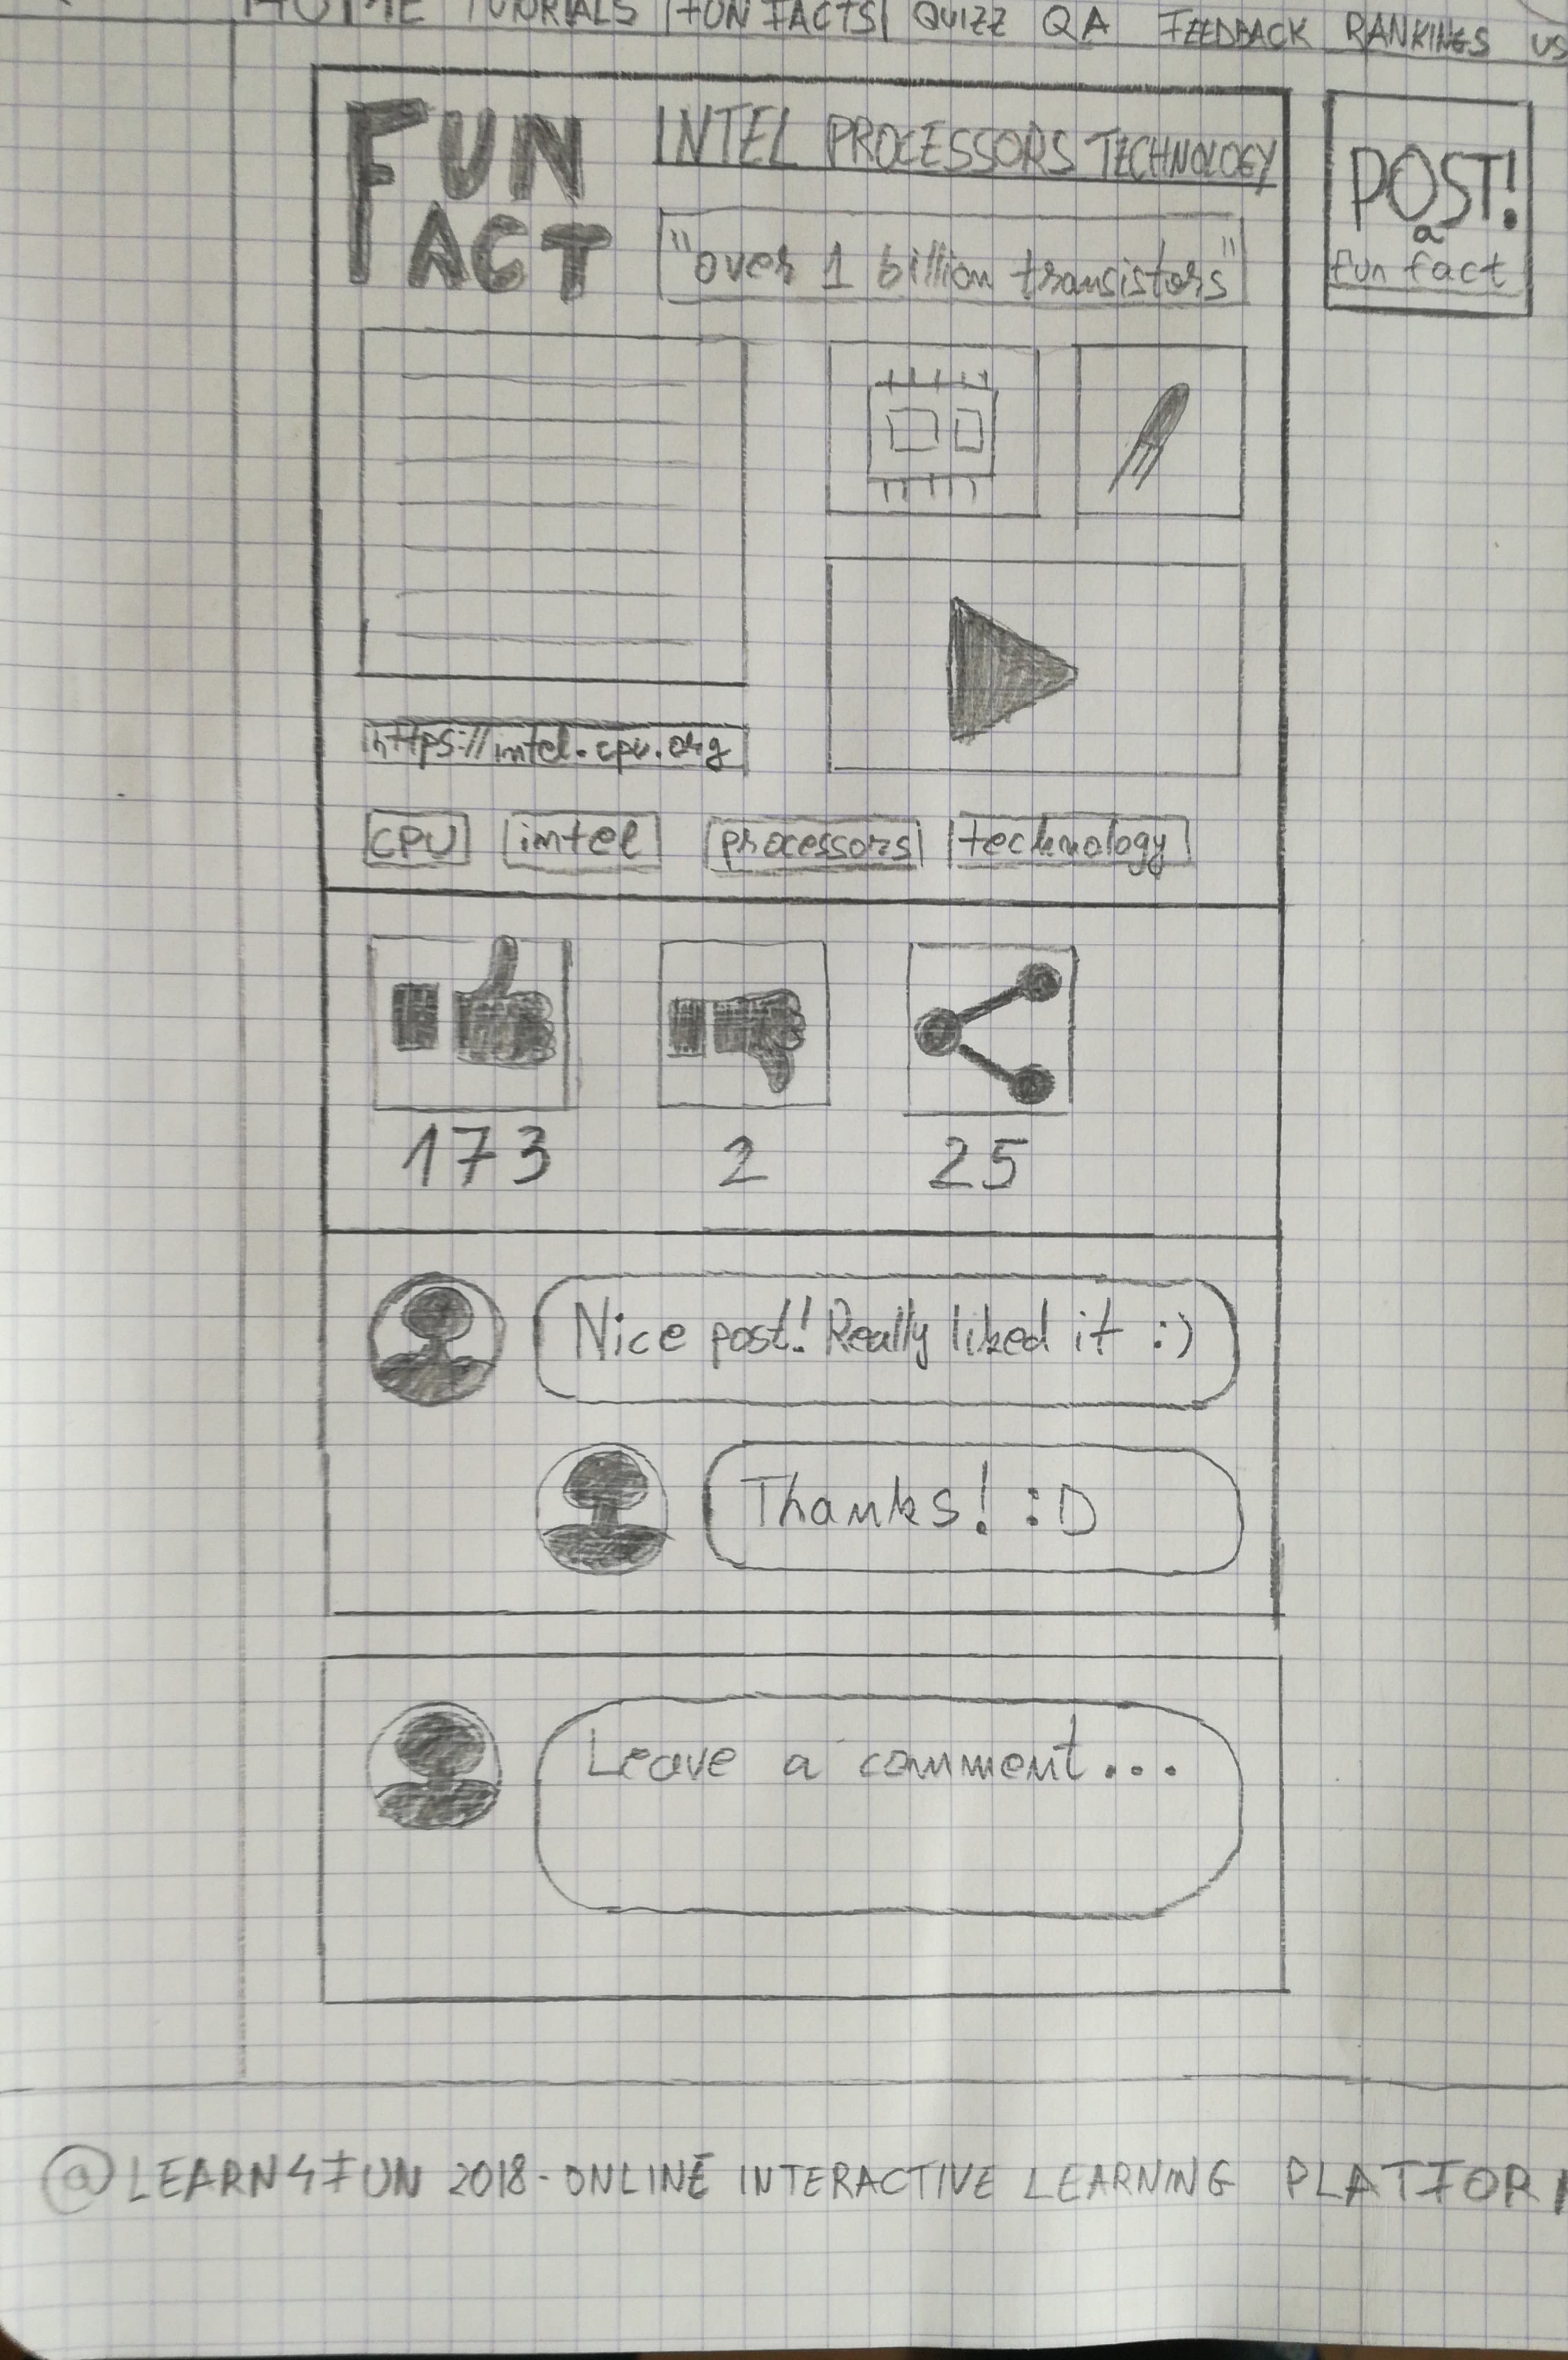 HOME TUTORIALS FUN FACTS QUIZZ QA FEEDBACK RANKINGS US
FUN FACT
INTEL PROCESSORS TECHNOLOGY
"over 1 billion transistors"
POST!
a
fun fact
https://intel.cpu.org
CPU intel processors technology
173 2 25
Nice post! Really liked it :)
Thanks! :D
Leave a comment...
@LEARN4FUN 2018-ONLINE INTERACTIVE LEARNING PLATFOR